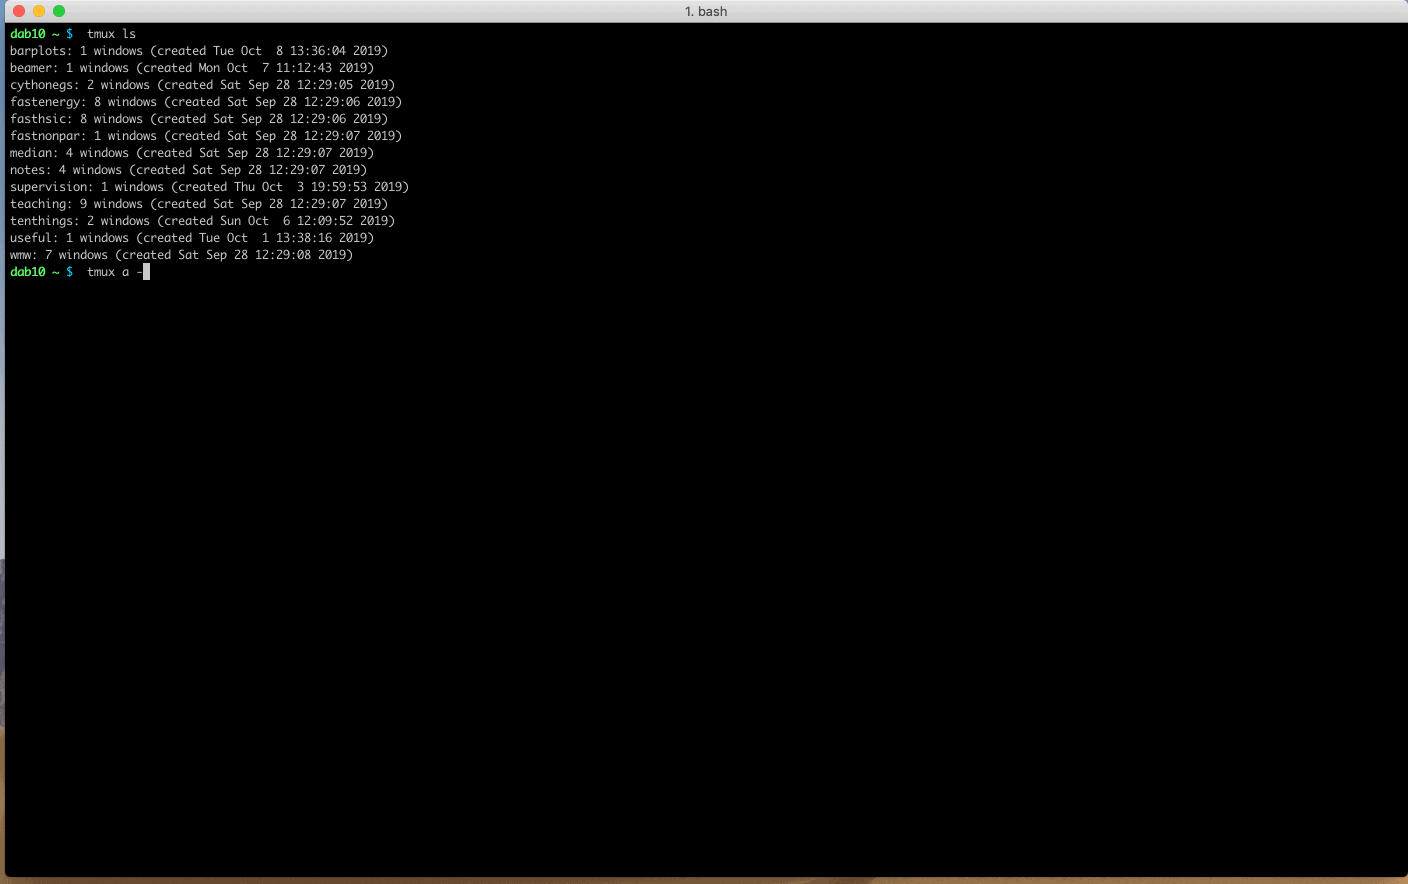 1. bash
dab10 ~ $  tmux ls
barplots: 1 windows (created Tue Oct  8 13:36:04 2019)
beamer: 1 windows (created Mon Oct  7 11:12:43 2019)
cythonegs: 2 windows (created Sat Sep 28 12:29:05 2019)
fastenergy: 8 windows (created Sat Sep 28 12:29:06 2019)
fasthsic: 8 windows (created Sat Sep 28 12:29:06 2019)
fastnonpar: 1 windows (created Sat Sep 28 12:29:07 2019)
median: 4 windows (created Sat Sep 28 12:29:07 2019)
notes: 4 windows (created Sat Sep 28 12:29:07 2019)
supervision: 1 windows (created Thu Oct  3 19:59:53 2019)
teaching: 9 windows (created Sat Sep 28 12:29:07 2019)
tenthings: 2 windows (created Sun Oct  6 12:09:52 2019)
useful: 1 windows (created Tue Oct  1 13:38:16 2019)
wmw: 7 windows (created Sat Sep 28 12:29:08 2019)
dab10 ~ $  tmux a -